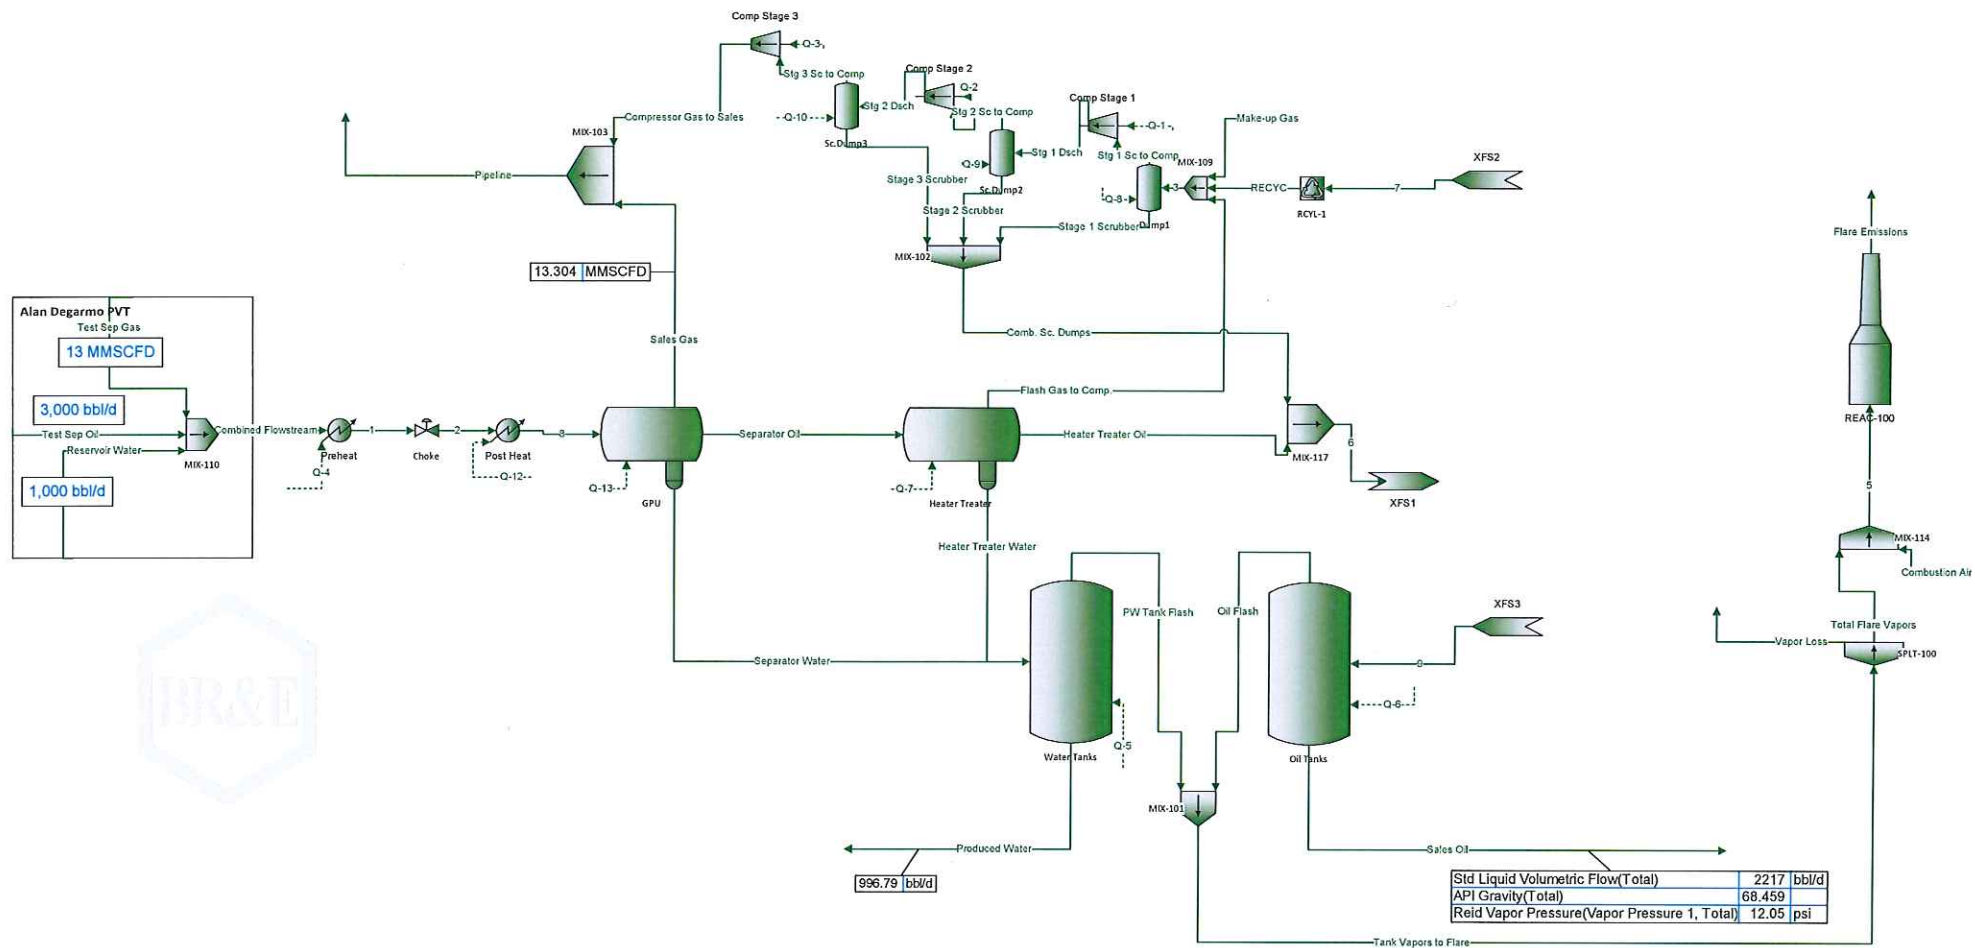 Comp Stage 3
Q-3
Stg 3 Sc to Comp
Comp Stage 2
Q-2
Stg 2 Dsch
Stg 2 Sc to Comp
Comp Stage 1
Q-10
Compressor Gas to Sales
Q-1
Make-up Gas
MIX-103
Sc.Dump3
Q-9
Stg 1 Dsch
Stg 1 Sc to Comp
MIX-109
XFS2
Pipeline
Stage 3 Scrubber
Sc.Dump2
Q-8
3
RECYC
7
RCYL-1
Stage 2 Scrubber
Dump1
Stage 1 Scrubber
MIX-102
Flare Emissions
13.304 MMSCFD
Alan Degarmo PVT
Test Sep Gas
13 MMSCFD
Sales Gas
Comb. Sc. Dumps
3,000 bbl/d
Flash Gas to Comp.
REAC-100
Test Sep Oil
Combined Flowstream
1
2
8
Separator Oil
Heater Treater Oil
6
Reservoir Water
MIX-110
Preheat
Choke
Post Heat
MIX-117
Q-4
Q-12
Q-13
Q-7
1,000 bbl/d
GPU
Heater Treater
XFS1
5
Heater Treater Water
MIX-114
Combustion Air
PW Tank Flash
Oil Flash
XFS3
Total Flare Vapors
Vapor Loss
SPLT-100
Separator Water
9
BR&E
Q-6
Q-5
Water Tanks
Oil Tanks
MIX-101
Produced Water
Sales Oil
996.79 bbl/d
Std Liquid Volumetric Flow(Total) 2217 bbl/d
API Gravity(Total) 68.459
Reid Vapor Pressure(Vapor Pressure 1, Total) 12.05 psi
Tank Vapors to Flare